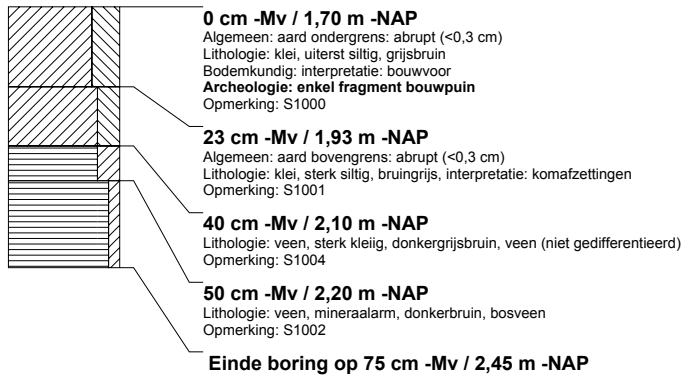 0 cm -Mv / 1,70 m -NAP
Algemeen: aard ondergrens: abrupt (<0,3 cm)
Lithologie: klei, uiterst siltig, grijsbruin
Bodemkundig: interpretatie: bouwvoor
Archeologie: enkel fragment bouwpuin
Opmerking: S1000
23 cm -Mv / 1,93 m -NAP
Algemeen: aard bovengrens: abrupt (<0,3 cm)
Lithologie: klei, sterk siltig, bruingrijs, interpretatie: komafzettingen
Opmerking: S1001
40 cm -Mv / 2,10 m -NAP
Lithologie: veen, sterk kleiig, donkergrijsbruin, veen (niet gedifferentieerd)
Opmerking: S1004
50 cm -Mv / 2,20 m -NAP
Lithologie: veen, mineraalarm, donkerbruin, bosveen
Opmerking: S1002
Einde boring op 75 cm -Mv / 2,45 m -NAP